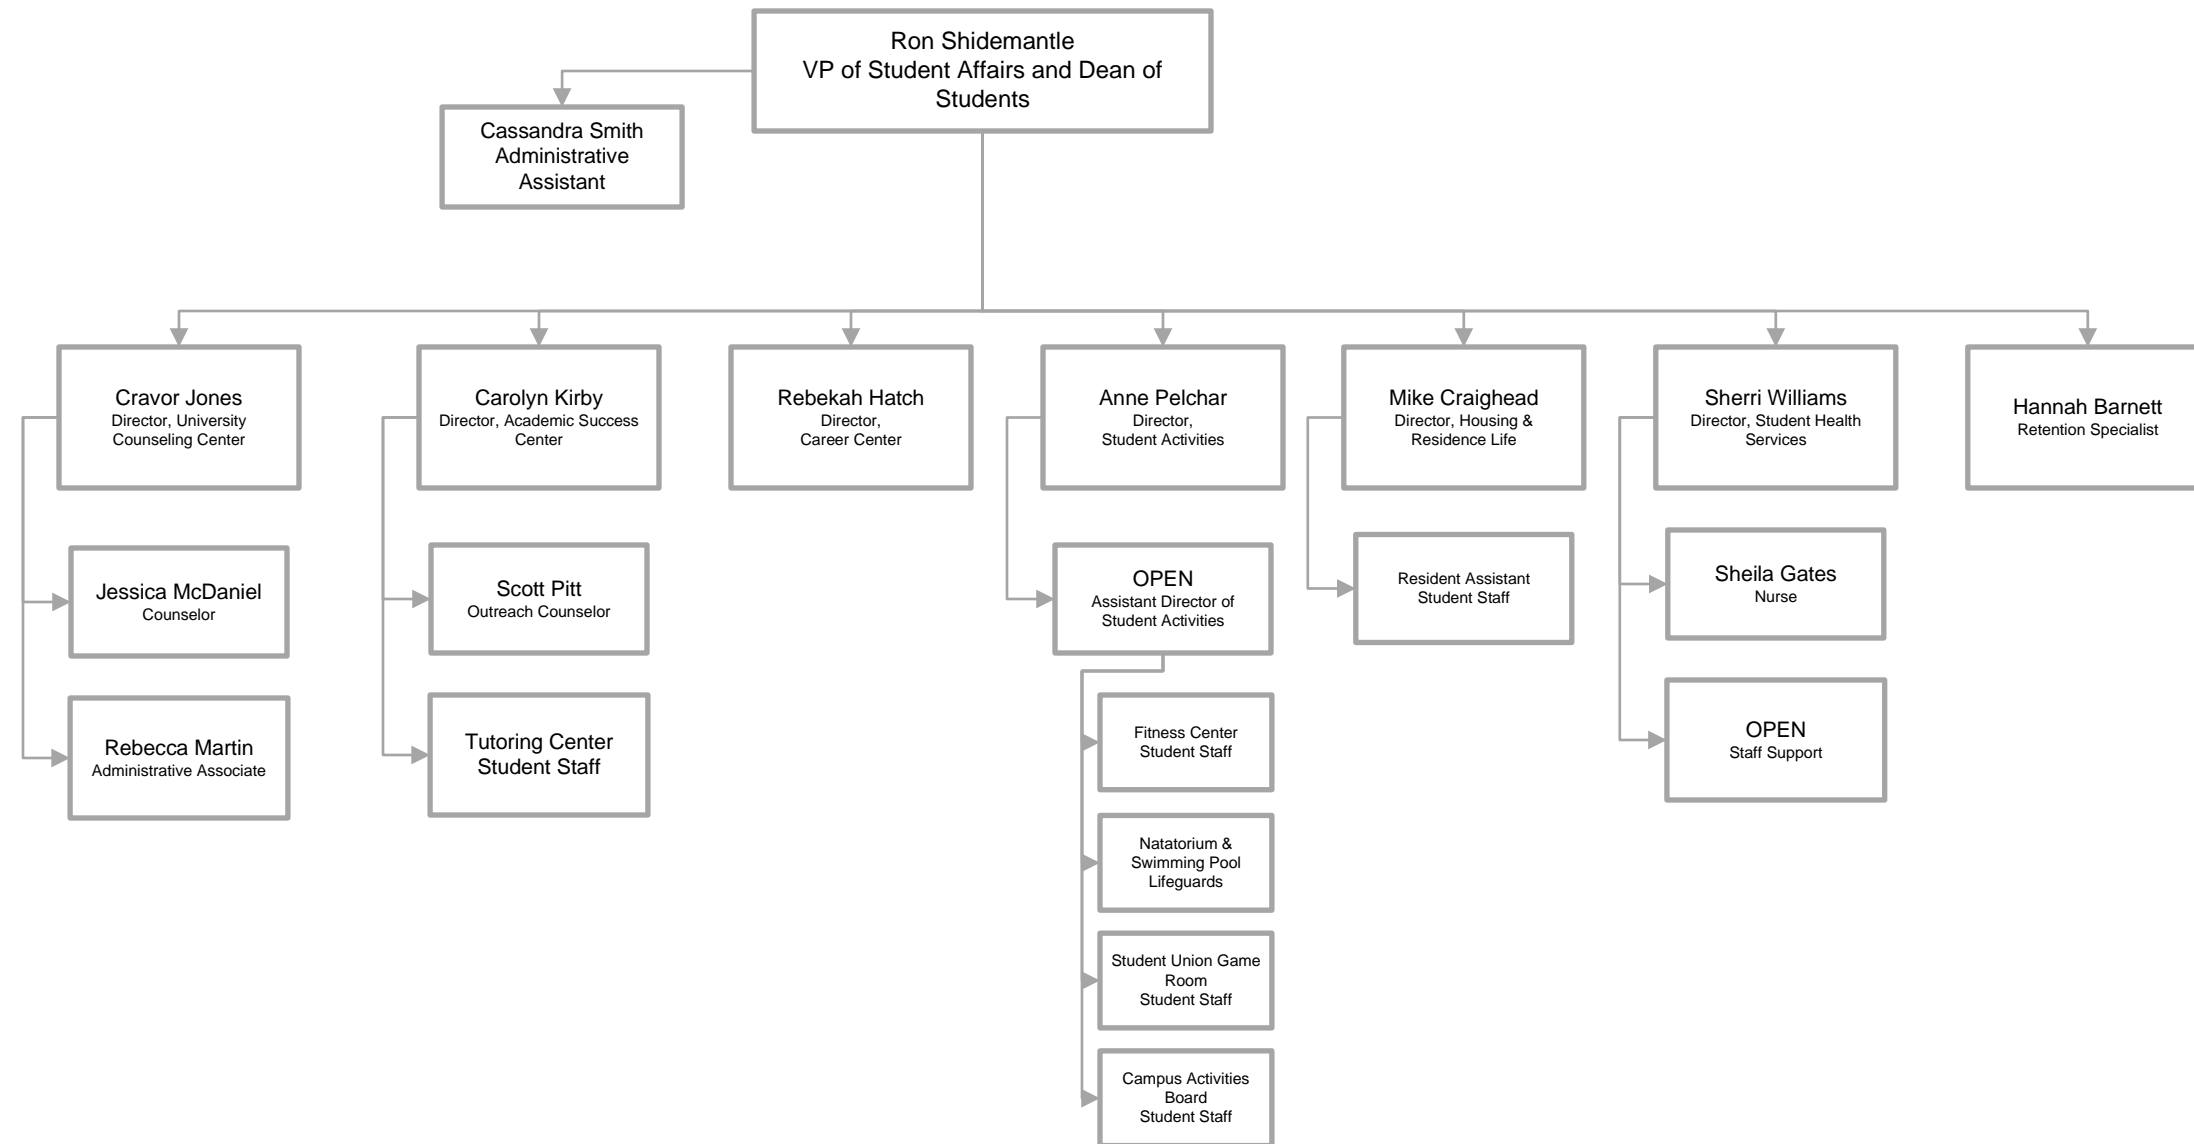 Ron Shidemantle
VP of Student Affairs and Dean of
Students
Cassandra Smith
Administrative
Assistant
Cravor Jones
Director, University
Counseling Center
Carolyn Kirby
Director, Academic Success
Center
Rebekah Hatch
Director,
Career Center
Anne Pelchar
Director,
Student Activities
Mike Craighead
Director, Housing &
Residence Life
Sherri Williams
Director, Student Health
Services
Hannah Barnett
Retention Specialist
Jessica McDaniel
Counselor
Scott Pitt
Outreach Counselor
OPEN
Assistant Director of
Student Activities
Resident Assistant
Student Staff
Sheila Gates
Nurse
Rebecca Martin
Administrative Associate
Tutoring Center
Student Staff
Fitness Center
Student Staff
OPEN
Staff Support
Natatorium &
Swimming Pool
Lifeguards
Student Union Game
Room
Student Staff
Campus Activities
Board
Student Staff